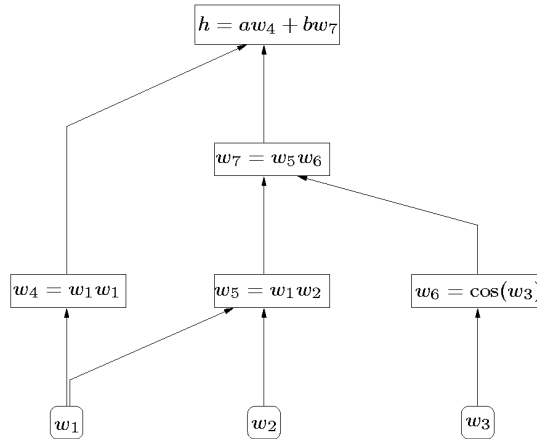 h = aw₄ + bw₇
w₇ = w₅w₆
w₄ = w₁w₁
w₅ = w₁w₂
w₆ = cos(w₃)
w₁
w₂
w₃